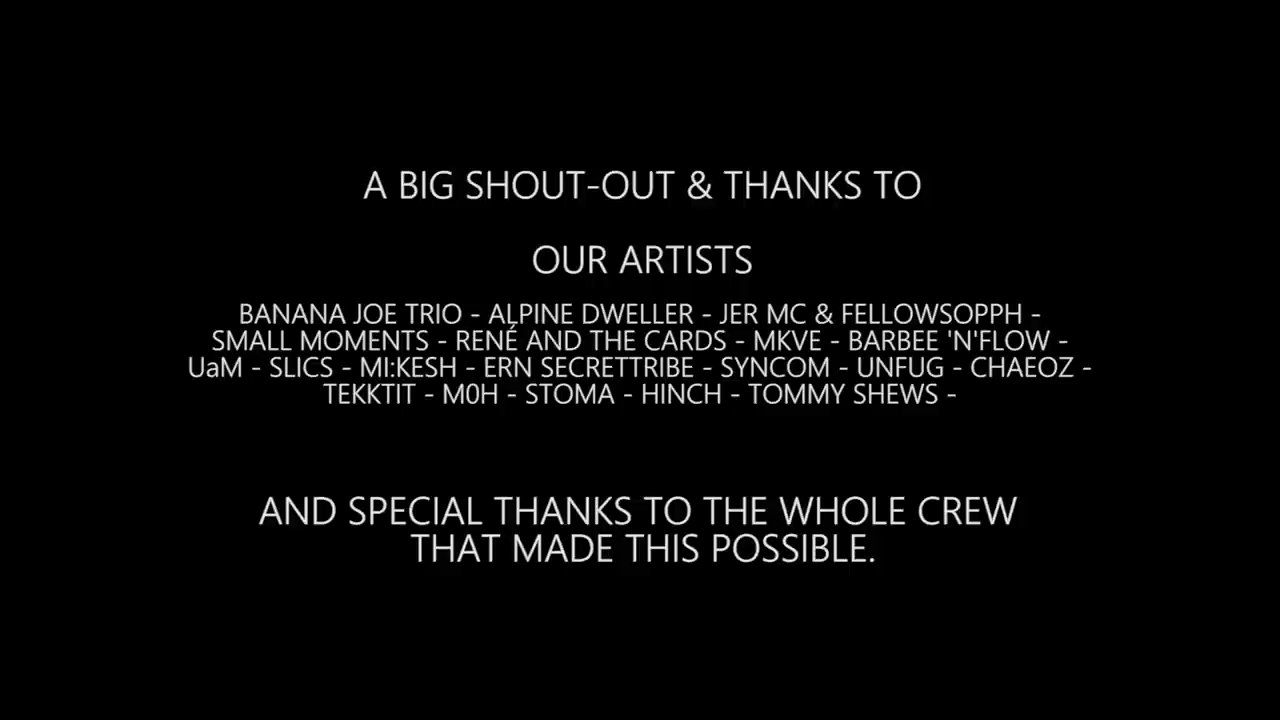 A BIG SHOUT-OUT & THANKS TO
OUR ARTISTS
BANANA JOE TRIO - ALPINE DWELLER - JER MC & FELLOWSOPPH -
SMALL MOMENTS - RENÉ AND THE CARDS - MKVE - BARBEE 'N'FLOW -
UaM - SLICS - MI:KESH - ERN SECRETTRIBE - SYNCOM - UNFUG - CHAEOZ -
TEKKTIT - M0H - STOMA - HINCH - TOMMY SHEWS -
AND SPECIAL THANKS TO THE WHOLE CREW
THAT MADE THIS POSSIBLE.